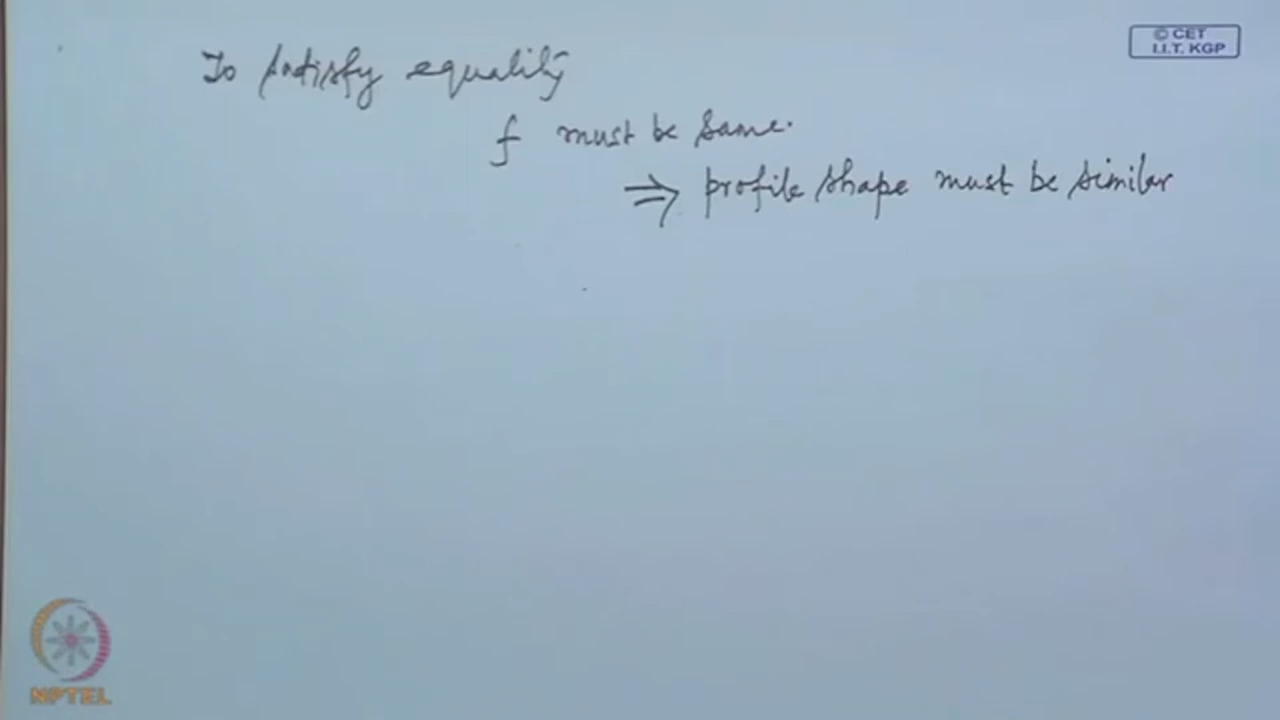 © CET
I.I.T. KGP
To satisfy equality
f must be same.
⇒ profile shape must be similar
NPTEL